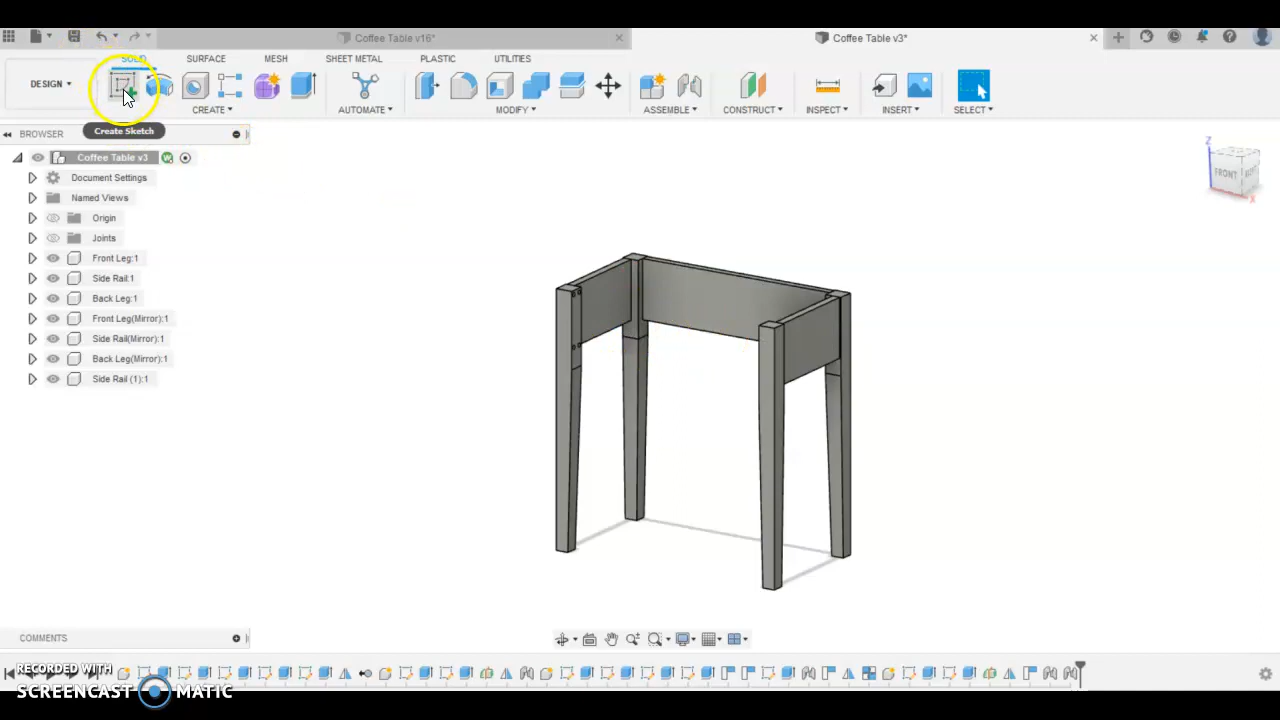 Coffee Table v16*
Coffee Table v3*
SOLID SURFACE MESH SHEET METAL PLASTIC UTILITIES
DESIGN
CREATE AUTOMATE MODIFY ASSEMBLE CONSTRUCT INSPECT INSERT SELECT
Create Sketch
BROWSER
Coffee Table v3
Document Settings
Named Views
Origin
Joints
Front Leg:1
Side Rail:1
Back Leg:1
Front Leg(Mirror):1
Side Rail(Mirror):1
Back Leg(Mirror):1
Side Rail (1):1
Z
FRONT
X
COMMENTS
RECORDED WITH
SCREENCAST MATIC